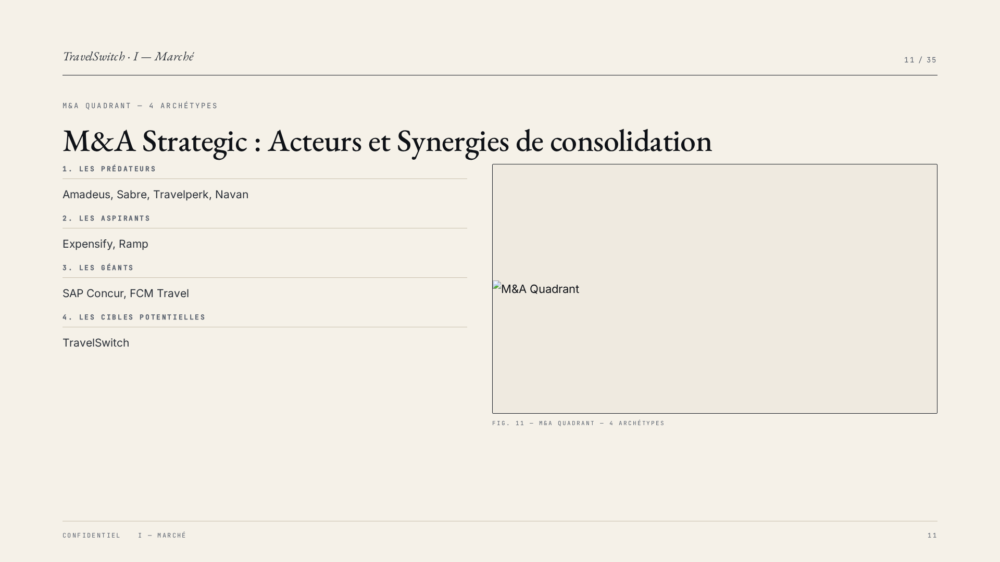 TravelSwitch · I — Marché
11 / 35
M&A QUADRANT — 4 ARCHÉTYPES
M&A Strategic : Acteurs et Synergies de consolidation
1. LES PRÉDATEURS
Amadeus, Sabre, Travelperk, Navan
2. LES ASPIRANTS
Expensify, Ramp
3. LES GÉANTS
SAP Concur, FCM Travel
4. LES CIBLES POTENTIELLES
TravelSwitch
M&A Quadrant
FIG. 11 — M&A QUADRANT — 4 ARCHÉTYPES
CONFIDENTIEL I — MARCHÉ
11